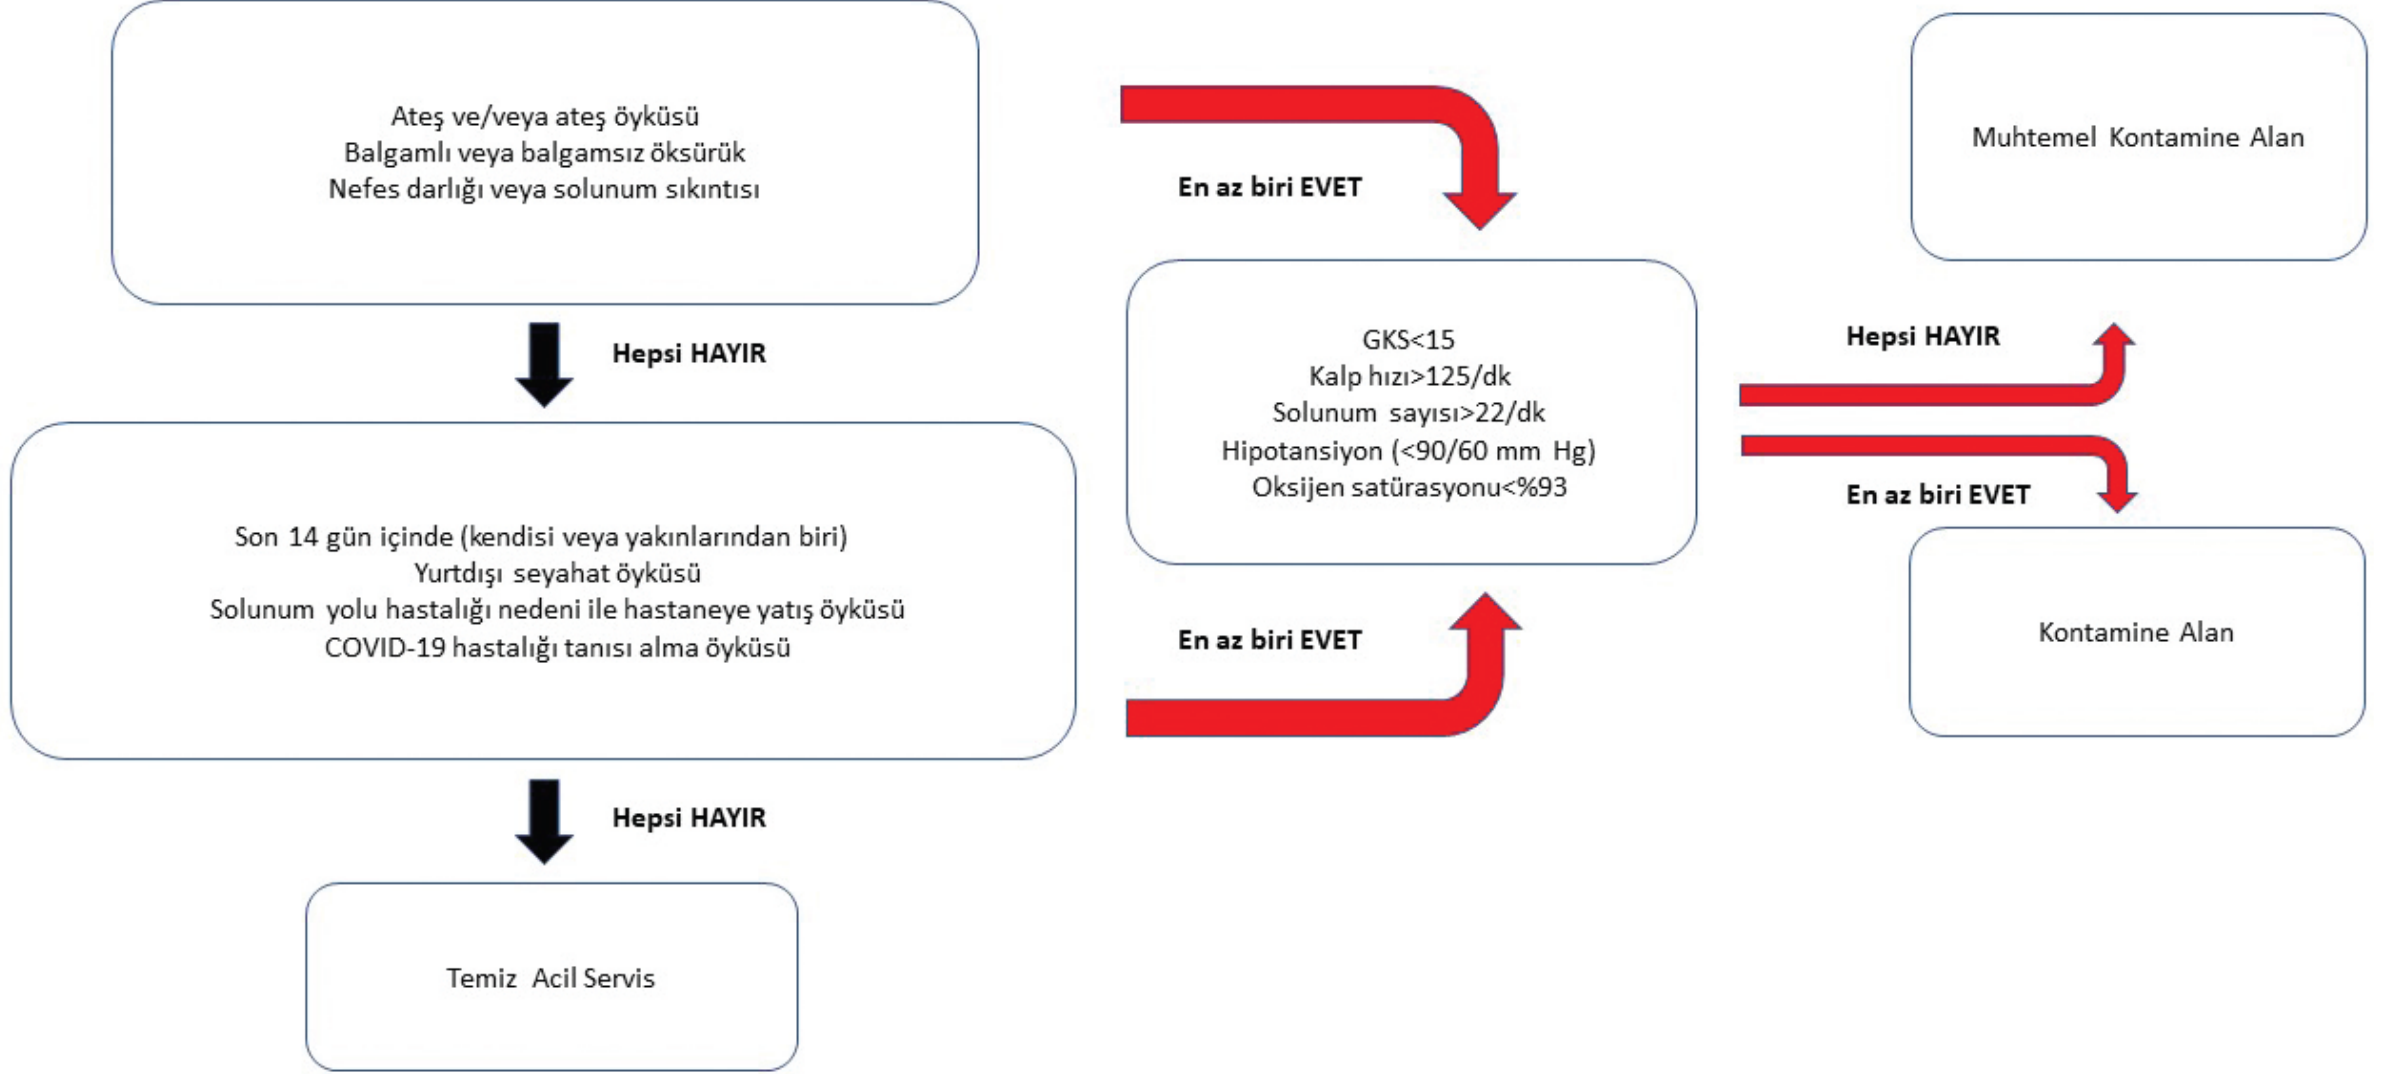 Ateş ve/veya ateş öyküsü
Balgamlı veya balgamsız öksürük
Nefes darlığı veya solunum sıkıntısı
Hepsi HAYIR
Son 14 gün içinde (kendisi veya yakınlarından biri)
Yurtdışı seyahat öyküsü
Solunum yolu hastalığı nedeni ile hastaneye yatış öyküsü
COVID-19 hastalığı tanısı alma öyküsü
Hepsi HAYIR
Temiz Acil Servis
En az biri EVET
GKS<15
Kalp hızı>125/dk
Solunum sayısı>22/dk
Hipotansiyon (<90/60 mm Hg)
Oksijen satürasyonu<%93
En az biri EVET
Muhtemel Kontamine Alan
Hepsi HAYIR
En az biri EVET
Kontamine Alan